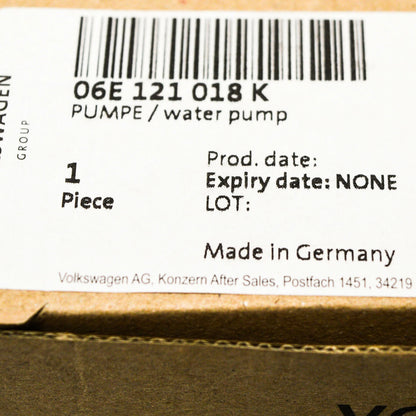 06E 121 018 K
PUMPE / water pump
GROUP
1
Piece
Prod. date:
Expiry date: NONE
LOT:
Made in Germany
Volkswagen AG, Konzern After Sales, Postfach 1451, 34219